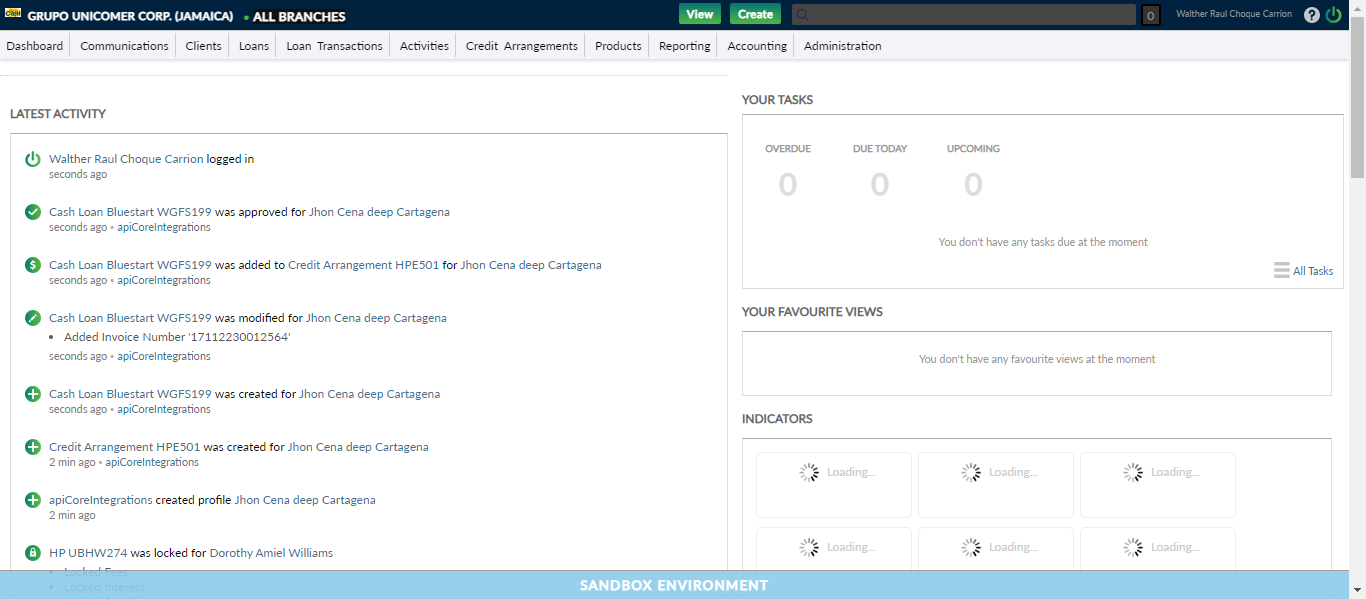 GRUPO UNICOMER CORP. (JAMAICA) • ALL BRANCHES
View Create 0 Walther Raul Choque Carrion ?
Dashboard Communications Clients Loans Loan Transactions Activities Credit Arrangements Products Reporting Accounting Administration
LATEST ACTIVITY
Walther Raul Choque Carrion logged in
seconds ago
Cash Loan Bluestart WGFS199 was approved for Jhon Cena deep Cartagena
seconds ago • apiCoreIntegrations
Cash Loan Bluestart WGFS199 was added to Credit Arrangement HPE501 for Jhon Cena deep Cartagena
seconds ago • apiCoreIntegrations
Cash Loan Bluestart WGFS199 was modified for Jhon Cena deep Cartagena
• Added Invoice Number '17112230012564'
seconds ago • apiCoreIntegrations
Cash Loan Bluestart WGFS199 was created for Jhon Cena deep Cartagena
seconds ago • apiCoreIntegrations
Credit Arrangement HPE501 was created for Jhon Cena deep Cartagena
2 min ago • apiCoreIntegrations
apiCoreIntegrations created profile Jhon Cena deep Cartagena
2 min ago
HP UBHW274 was locked for Dorothy Amiel Williams
• Locked Fees
• Locked Interest
YOUR TASKS
OVERDUE DUE TODAY UPCOMING
0 0 0
You don't have any tasks due at the moment
All Tasks
YOUR FAVOURITE VIEWS
You don't have any favourite views at the moment
INDICATORS
Loading... Loading... Loading...
Loading... Loading... Loading...
SANDBOX ENVIRONMENT